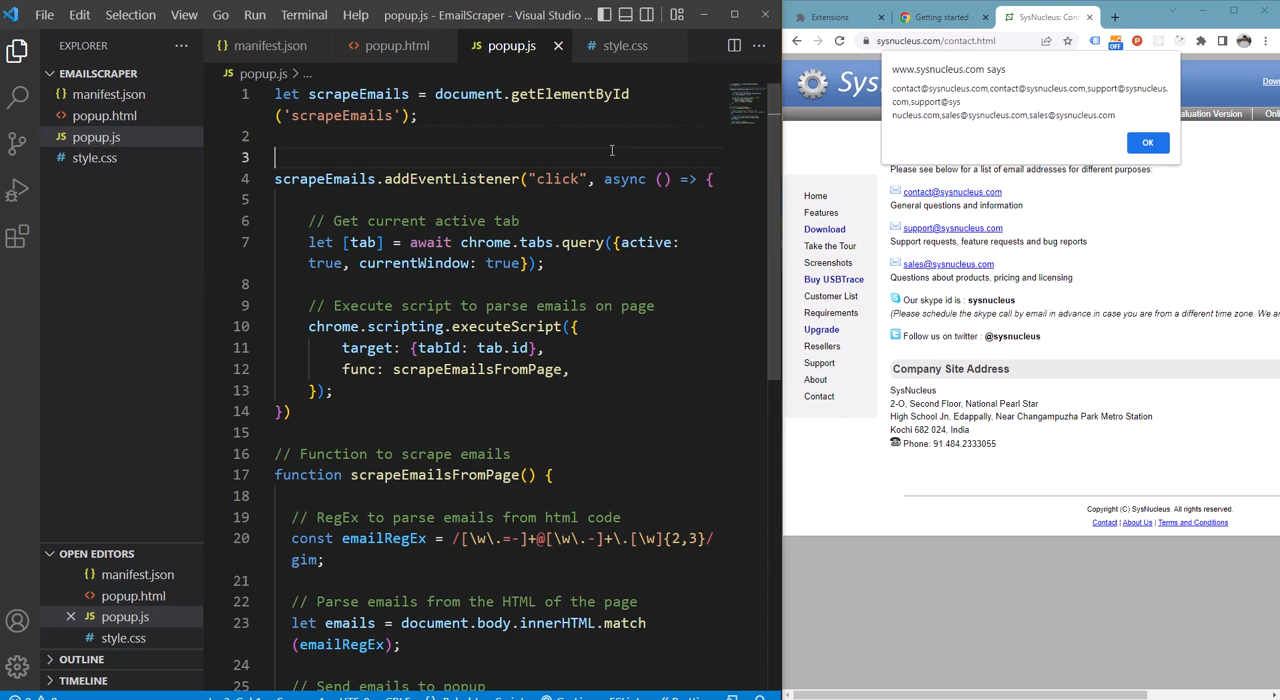 File Edit Selection View Go Run Terminal Help popup.js - EmailScraper - Visual Studio ...
EXPLORER
EMAILSCRAPER
manifest.json
popup.html
JS popup.js
# style.css
OPEN EDITORS
{} manifest.json
<> popup.html
JS popup.js
# style.css
OUTLINE
TIMELINE
{} manifest.json <> popup.html JS popup.js # style.css
JS popup.js > ...
1 let scrapeEmails = document.getElementById
('scrapeEmails');
2
3
4 scrapeEmails.addEventListener("click", async () => {
5
6 // Get current active tab
7 let [tab] = await chrome.tabs.query({active:
true, currentWindow: true});
8
9 // Execute script to parse emails on page
10 chrome.scripting.executeScript({
11 target: {tabId: tab.id},
12 func: scrapeEmailsFromPage,
13 });
14 })
15
16 // Function to scrape emails
17 function scrapeEmailsFromPage() {
18
19 // RegEx to parse emails from html code
20 const emailRegEx = /[\w\.=-]+@[\w\.-]+\.[\w]{2,3}/
gim;
21
22 // Parse emails from the HTML of the page
23 let emails = document.body.innerHTML.match
(emailRegEx);
24
25 // Send emails to popup
Extensions
Getting started
SysNucleus: Cont
sysnucleus.com/contact.html
OFF
Sys
Down
www.sysnucleus.com says
contact@sysnucleus.com,contact@sysnucleus.com,support@sysnucleus.
com,support@sys
nucleus.com,sales@sysnucleus.com,sales@sysnucleus.com
OK
aluation Version
Onl
Home
Features
Download
Take the Tour
Screenshots
Buy USBTrace
Customer List
Requirements
Upgrade
Resellers
Support
About
Contact
Please see below for a list of email addresses for different purposes:
contact@sysnucleus.com
General questions and information
support@sysnucleus.com
Support requests, feature requests and bug reports
sales@sysnucleus.com
Questions about products, pricing and licensing
Our skype id is : sysnucleus
(Please schedule the skype call by email in advance in case you are from a different time zone. We ar
Follow us on twitter : @sysnucleus
Company Site Address
SysNucleus
2-O, Second Floor, National Pearl Star
High School Jn, Edappally, Near Changampuzha Park Metro Station
Kochi 682 024, India
Phone: 91.484.2333055
Copyright (C) SysNucleus. All rights reserved.
Contact | About Us | Terms and Conditions